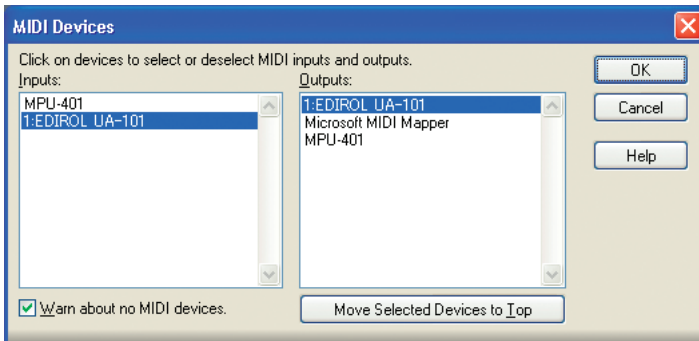 MIDI Devices
Click on devices to select or deselect MIDI inputs and outputs.
Inputs:
MPU-401
1:EDIROL UA-101
Outputs:
1:EDIROL UA-101
Microsoft MIDI Mapper
MPU-401
OK
Cancel
Help
Warn about no MIDI devices.
Move Selected Devices to Top